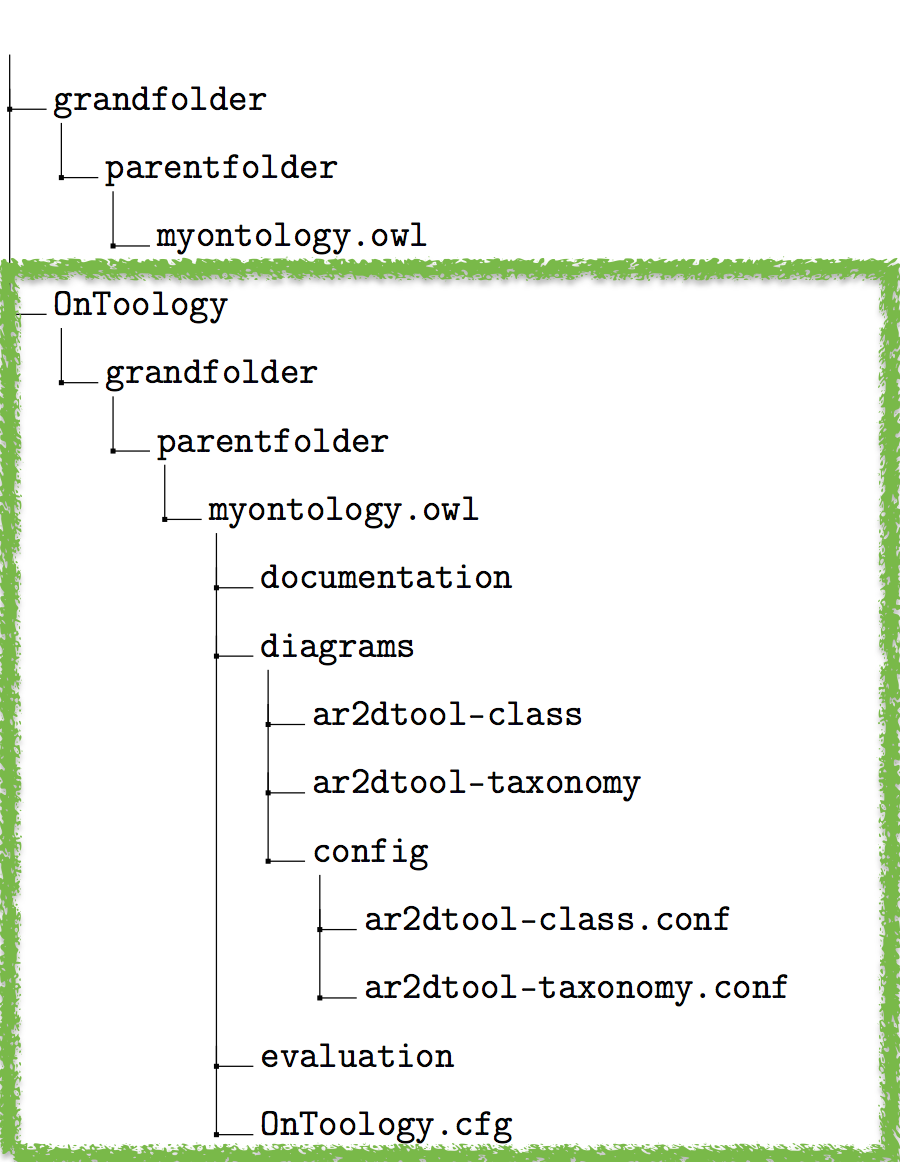 grandfolder
parentfolder
myontology.owl
OnToology
grandfolder
parentfolder
myontology.owl
documentation
diagrams
ar2dtool-class
ar2dtool-taxonomy
config
ar2dtool-class.conf
ar2dtool-taxonomy.conf
evaluation
OnToology.cfg